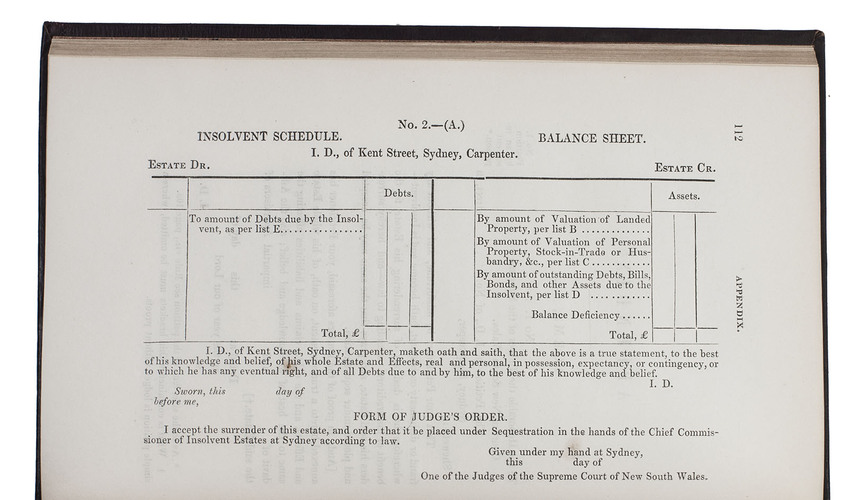 No. 2.—(A.)
INSOLVENT SCHEDULE.
BALANCE SHEET.
112
I. D., of Kent Street, Sydney, Carpenter.
ESTATE DR.
ESTATE CR.
Debts.
Assets.
To amount of Debts due by the Insol-
vent, as per list E................
Total, £
By amount of Valuation of Landed
Property, per list B ..............
By amount of Valuation of Personal
Property, Stock-in-Trade or Hus-
bandry, &c., per list C ............
By amount of outstanding Debts, Bills,
Bonds, and other Assets due to the
Insolvent, per list D ............
Balance Deficiency ......
Total, £
APPENDIX.
I. D., of Kent Street, Sydney, Carpenter, maketh oath and saith, that the above is a true statement, to the best
of his knowledge and belief, of his whole Estate and Effects, real and personal, in possession, expectancy, or contingency, or
to which he has any eventual right, and of all Debts due to and by him, to the best of his knowledge and belief.
I. D.
Sworn, this day of
before me,
FORM OF JUDGE'S ORDER.
I accept the surrender of this estate, and order that it be placed under Sequestration in the hands of the Chief Commis-
sioner of Insolvent Estates at Sydney according to law.
Given under my hand at Sydney,
this day of
One of the Judges of the Supreme Court of New South Wales.